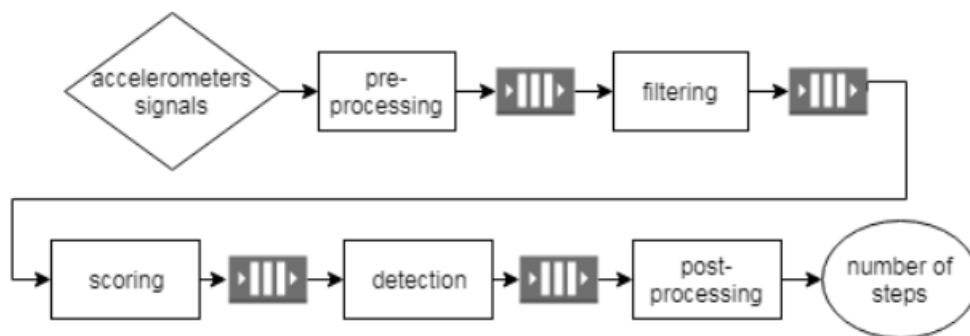 accelerometers
signals
pre-
processing
filtering
scoring
detection
post-
processing
number of
steps